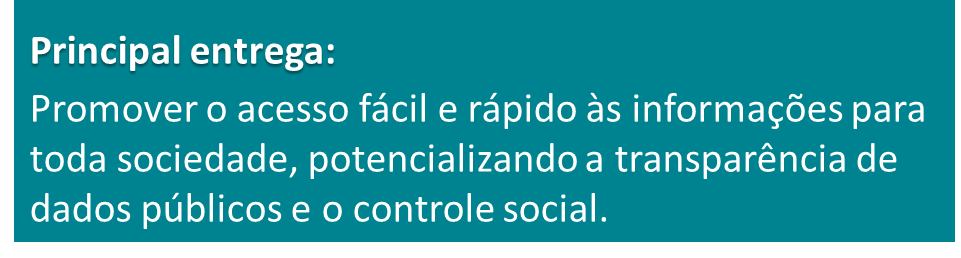 Principal entrega:
Promover o acesso fácil e rápido às informações para
toda sociedade, potencializando a transparência de
dados públicos e o controle social.